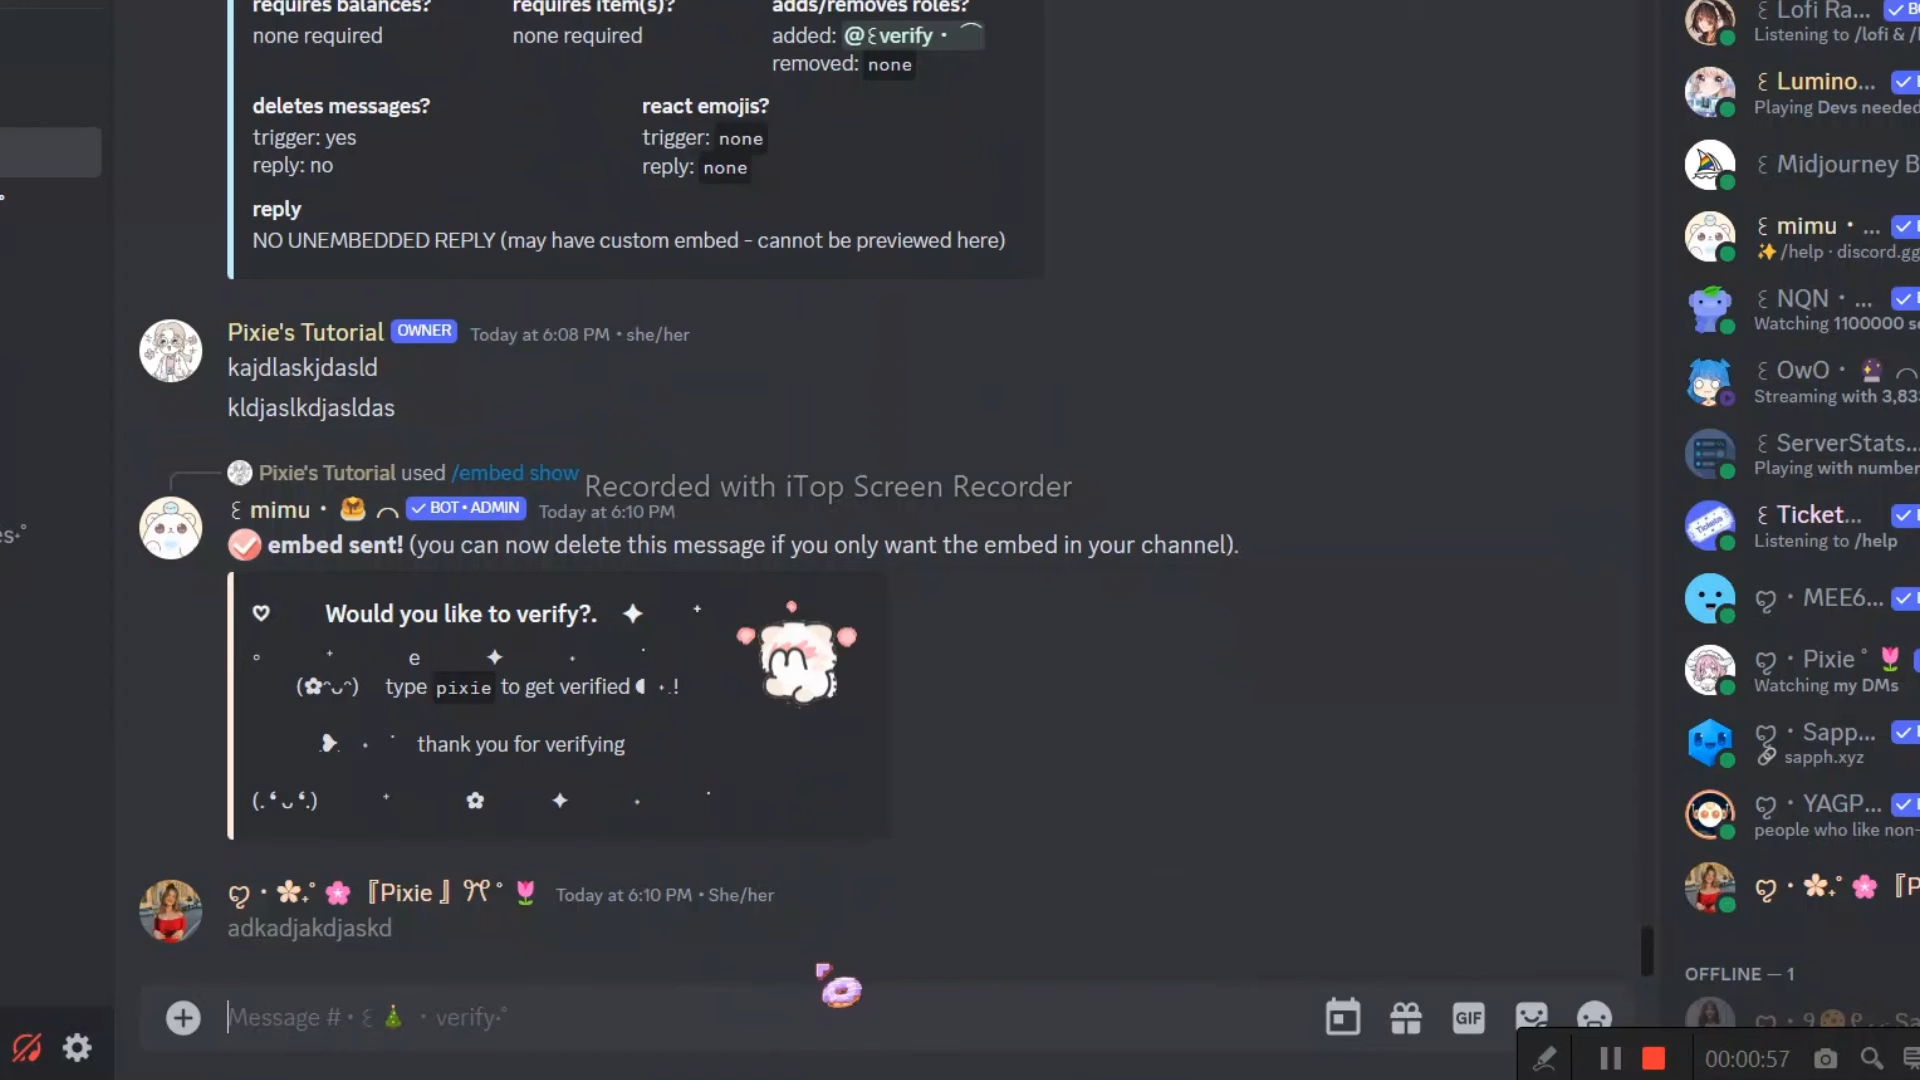 requires balances?
requires item(s)?
adds/removes roles?
none required
none required
added: @꒰verify・ ⌒
removed: none
deletes messages?
react emojis?
trigger: yes
trigger: none
reply: no
reply: none
reply
NO UNEMBEDDED REPLY (may have custom embed - cannot be previewed here)
Pixie's Tutorial OWNER Today at 6:08 PM • she/her
kajdlaskjdasld
kldjaslkdjasldas
Pixie's Tutorial used /embed show
Recorded with iTop Screen Recorder
꒰ mimu・ 🥞 ⌒ ✓ BOT • ADMIN Today at 6:10 PM
embed sent! (you can now delete this message if you only want the embed in your channel).
♡ Would you like to verify?. ✦ ⁺
° ⁺ e ✦ ˖ ˙
(✿ᵔᴗᵔ) type pixie to get verified ◖ ˖.!
❥ ˖ ˙ thank you for verifying
(.❛ ᴗ ❛.) ⁺ ✿ ✦ ˖ ˙
ღ・✽₊˚🌸『Pixie 』୨୧˚🌷 Today at 6:10 PM • She/her
adkadjakdjaskd
Message #・꒰🎄・verify˖°
GIF
꒰ Lofi Ra...
Listening to /lofi & /
꒰ Lumino...
Playing Devs needed
꒰ Midjourney B
꒰ mimu・ ...
✨/help · discord.gg
꒰ NQN・ ...
Watching 1100000 se
꒰ OwO・ 🔮 ⌒
Streaming with 3,83
꒰ ServerStats...
Playing with number
꒰ Ticket...
Listening to /help
ღ・MEE6...
ღ・Pixie˚🌷
Watching my DMs
ღ・Sapp...
🔗 sapph.xyz
ღ・YAGP...
people who like non-
ღ・✽₊˚🌸『P
OFFLINE — 1
00:00:57